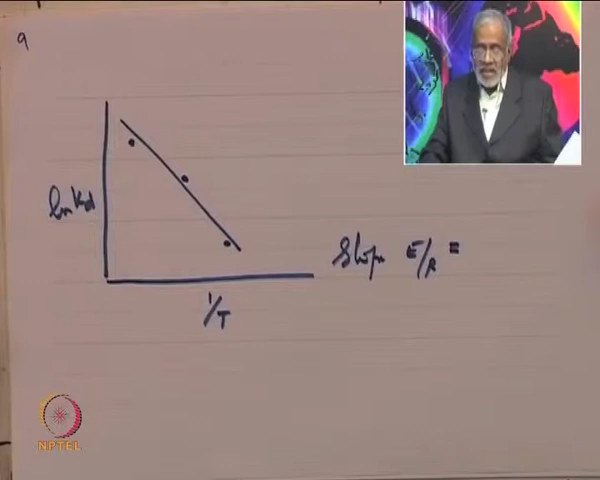 9
ln kd
1/T
Slope E/R =
NPTEL